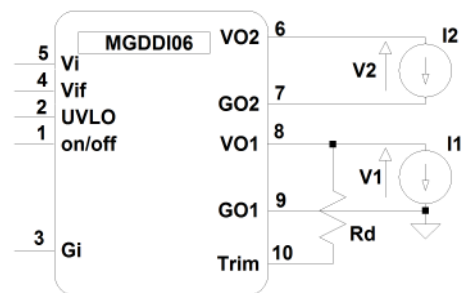 MGDDI06
5 Vi
4 Vif
2 UVLO
1 on/off
3 Gi
VO2 6
GO2 7
VO1 8
GO1 9
Trim 10
V2
I2
V1
I1
Rd